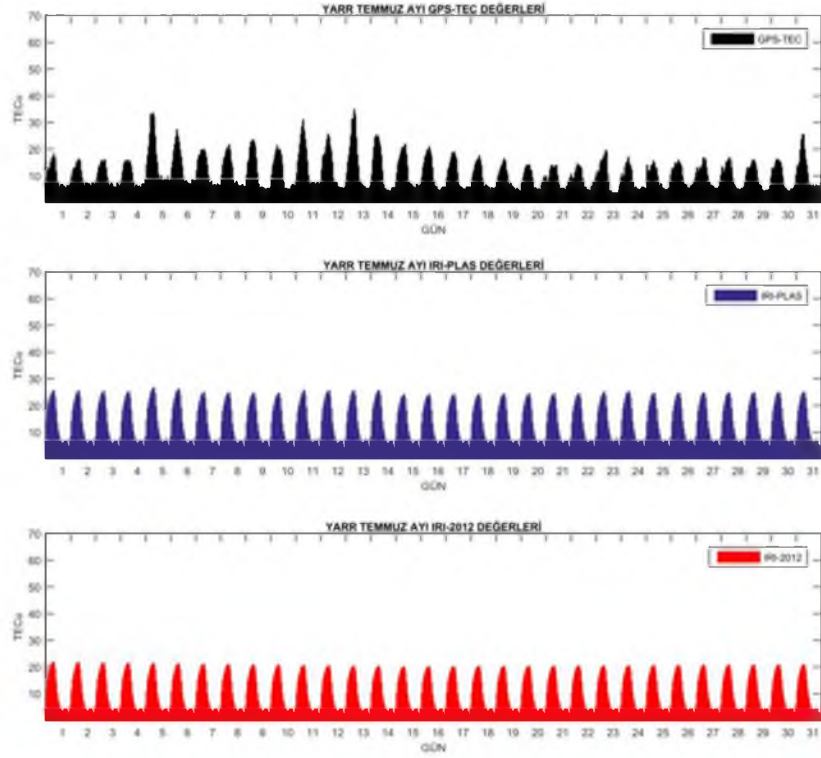 YARR TEMMUZ AYI GPS-TEC DEĞERLERİ
GPS-TEC
TECu
70
60
50
40
30
20
10
1 2 3 4 5 6 7 8 9 10 11 12 13 14 15 16 17 18 19 20 21 22 23 24 25 26 27 28 29 30 31
GÜN
YARR TEMMUZ AYI IRI-PLAS DEĞERLERİ
IRI-PLAS
TECu
70
60
50
40
30
20
10
1 2 3 4 5 6 7 8 9 10 11 12 13 14 15 16 17 18 19 20 21 22 23 24 25 26 27 28 29 30 31
GÜN
YARR TEMMUZ AYI IRI-2012 DEĞERLERİ
IRI-2012
TECu
70
60
50
40
30
20
10
1 2 3 4 5 6 7 8 9 10 11 12 13 14 15 16 17 18 19 20 21 22 23 24 25 26 27 28 29 30 31
GÜN